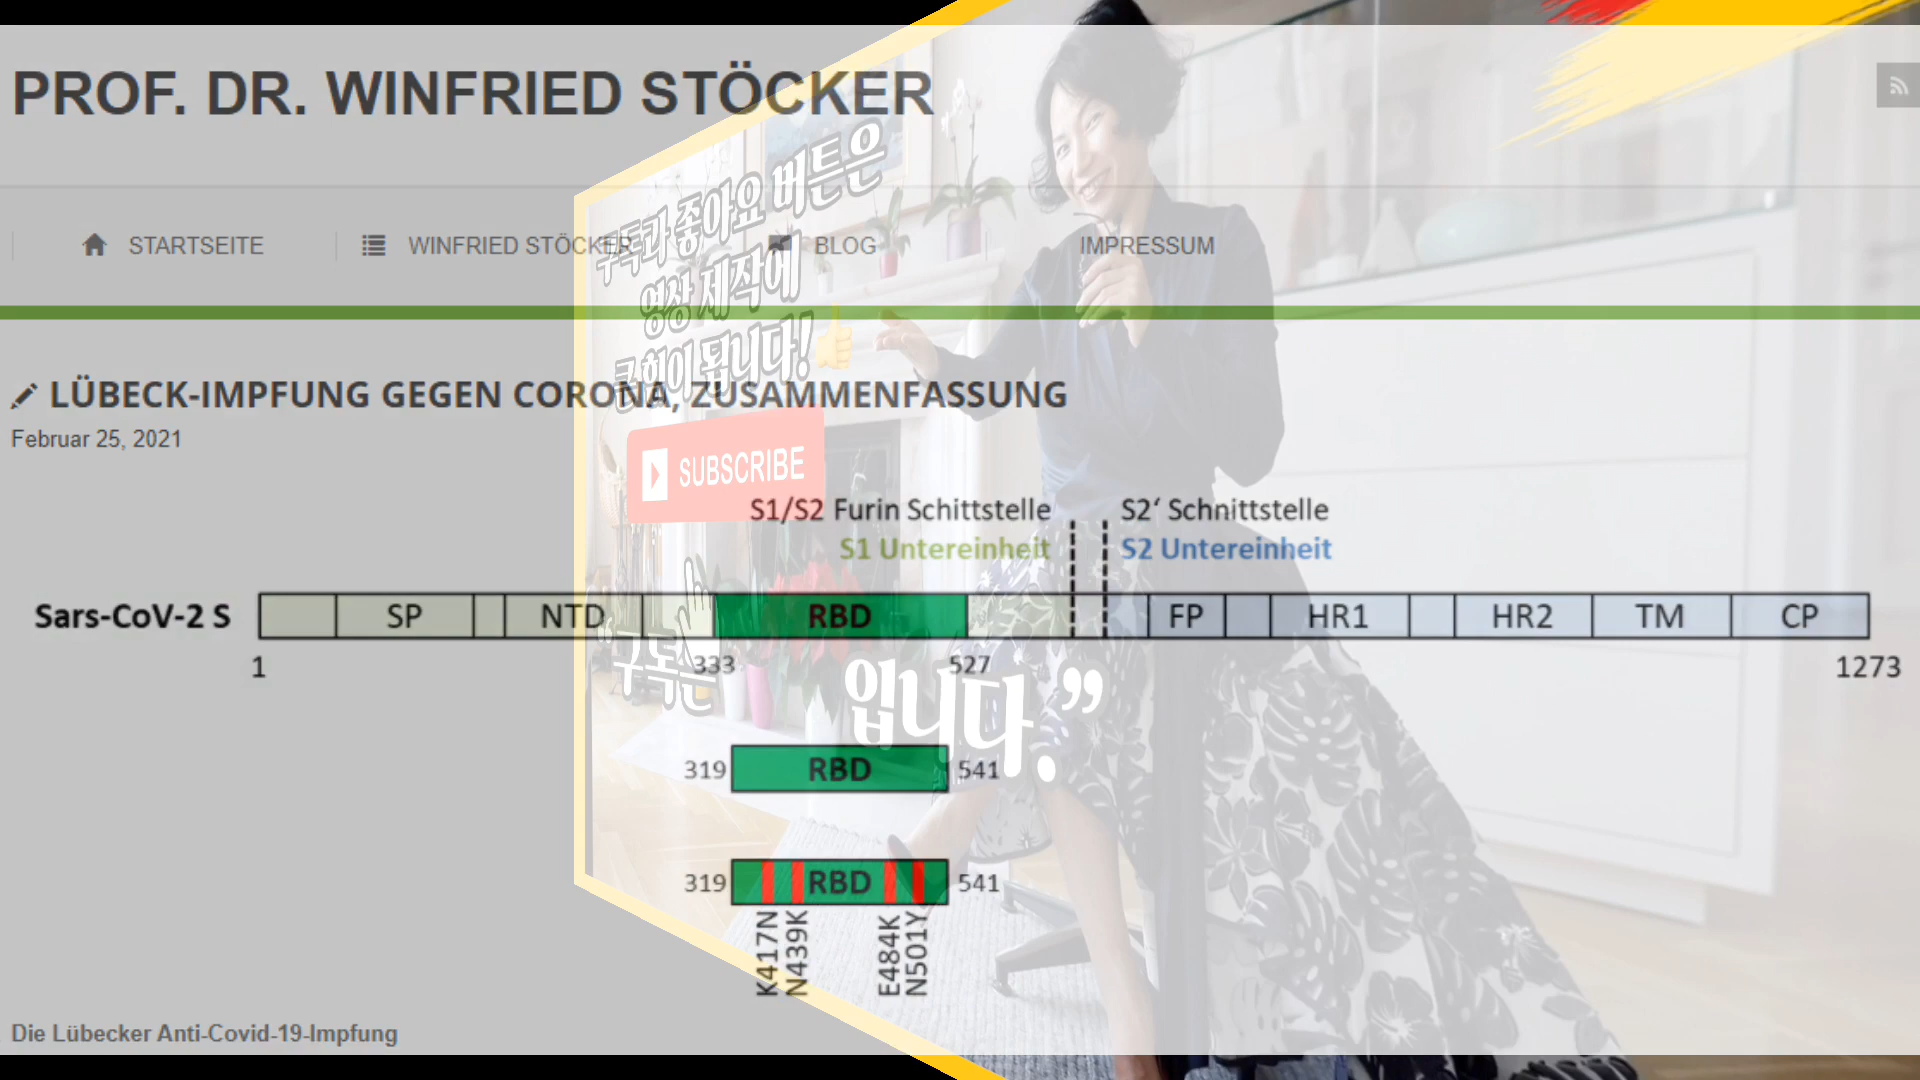 PROF. DR. WINFRIED STÖCKER
STARTSEITE
WINFRIED STÖCKER
BLOG
IMPRESSUM
구독과 좋아요 버튼은
영상 제작에
큰 힘이 됩니다!
LÜBECK-IMPFUNG GEGEN CORONA, ZUSAMMENFASSUNG
Februar 25, 2021
SUBSCRIBE
S1/S2 Furin Schittstelle
S2‘ Schnittstelle
S1 Untereinheit
S2 Untereinheit
Sars-CoV-2 S
SP
NTD
RBD
FP
HR1
HR2
TM
CP
1
333
527
1273
“구독은
입니다.”
319
RBD
541
319
RBD
541
K417N
N439K
E484K
N501Y
Die Lübecker Anti-Covid-19-Impfung